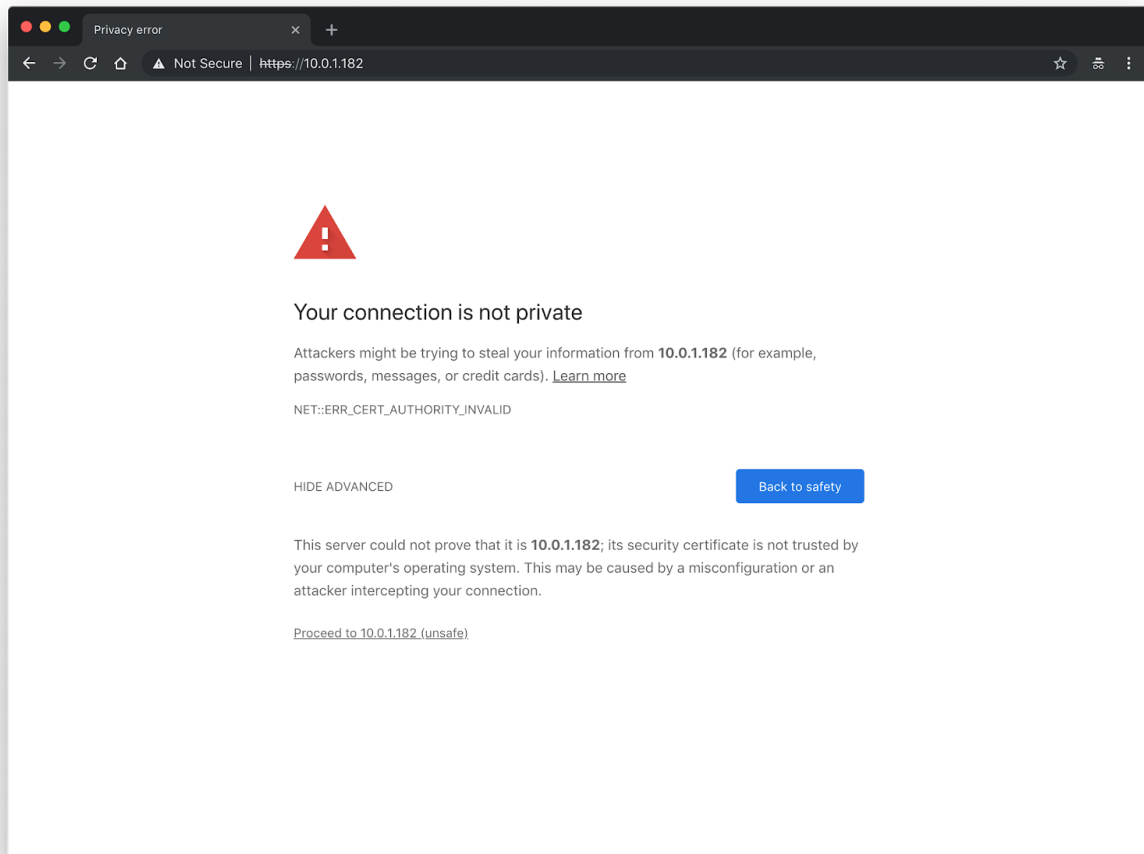 Privacy error
Not Secure | https://10.0.1.182
Your connection is not private
Attackers might be trying to steal your information from 10.0.1.182 (for example,
passwords, messages, or credit cards). Learn more
NET::ERR_CERT_AUTHORITY_INVALID
HIDE ADVANCED
Back to safety
This server could not prove that it is 10.0.1.182; its security certificate is not trusted by
your computer's operating system. This may be caused by a misconfiguration or an
attacker intercepting your connection.
Proceed to 10.0.1.182 (unsafe)